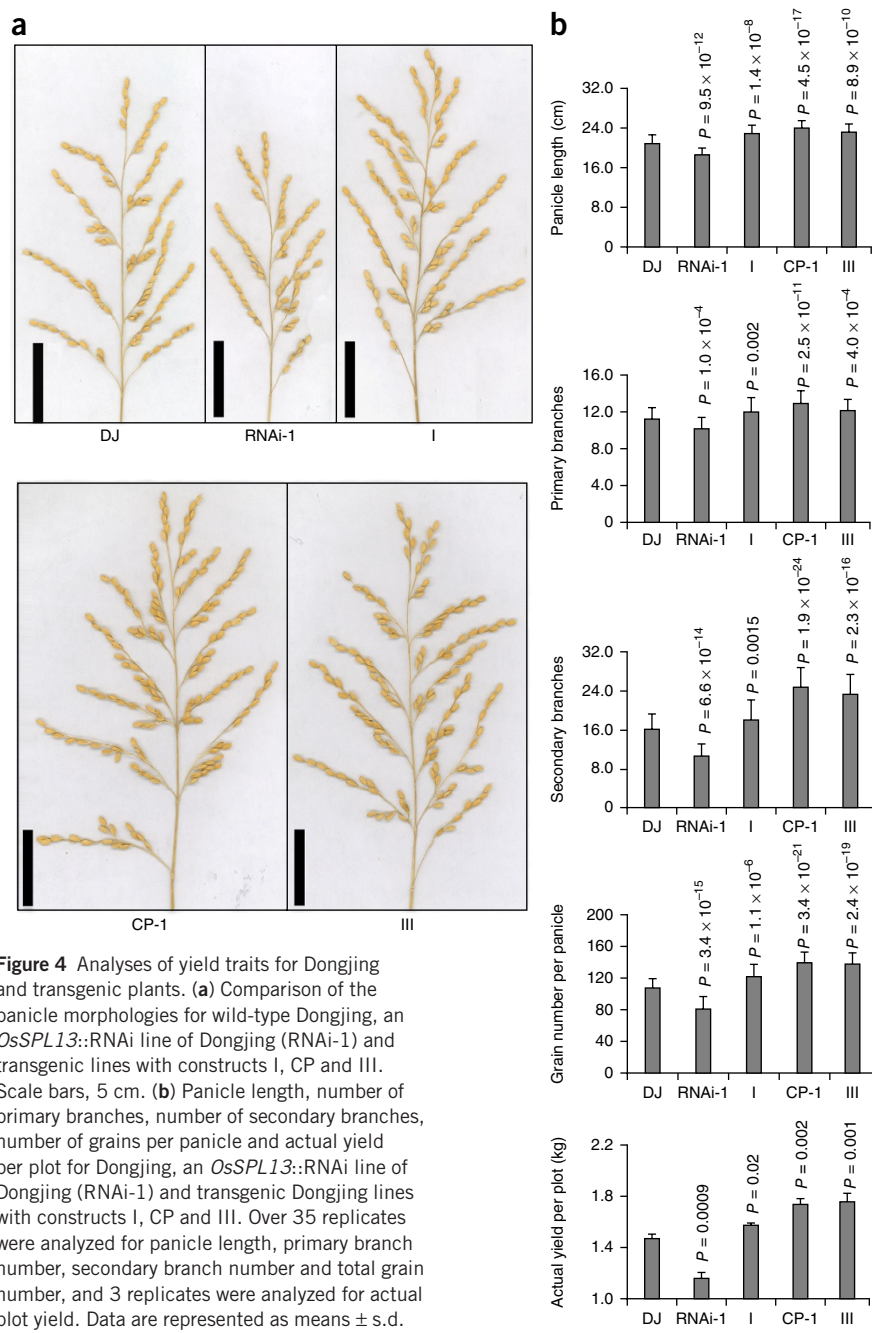 a
DJ RNAi-1 I
CP-1 III
Figure 4 Analyses of yield traits for Dongjing
and transgenic plants. (a) Comparison of the
panicle morphologies for wild-type Dongjing, an
OsSPL13::RNAi line of Dongjing (RNAi-1) and
transgenic lines with constructs I, CP and III.
Scale bars, 5 cm. (b) Panicle length, number of
primary branches, number of secondary branches,
number of grains per panicle and actual yield
per plot for Dongjing, an OsSPL13::RNAi line of
Dongjing (RNAi-1) and transgenic Dongjing lines
with constructs I, CP and III. Over 35 replicates
were analyzed for panicle length, primary branch
number, secondary branch number and total grain
number, and 3 replicates were analyzed for actual
plot yield. Data are represented as means ± s.d.
b
Panicle length (cm)
32.0
24.0
16.0
8.0
0
P = 9.5 × 10−12
P = 1.4 × 10−8
P = 4.5 × 10−17
P = 8.9 × 10−10
DJ RNAi-1 I CP-1 III
Primary branches
16.0
12.0
8.0
4.0
0
P = 1.0 × 10−4
P = 0.002
P = 2.5 × 10−11
P = 4.0 × 10−4
DJ RNAi-1 I CP-1 III
Secondary branches
32.0
24.0
16.0
8.0
0
P = 6.6 × 10−14
P = 0.0015
P = 1.9 × 10−24
P = 2.3 × 10−16
DJ RNAi-1 I CP-1 III
Grain number per panicle
200
160
120
80
40
0
P = 3.4 × 10−15
P = 1.1 × 10−6
P = 3.4 × 10−21
P = 2.4 × 10−19
DJ RNAi-1 I CP-1 III
Actual yield per plot (kg)
2.2
1.8
1.4
1.0
P = 0.0009
P = 0.02
P = 0.002
P = 0.001
DJ RNAi-1 I CP-1 III